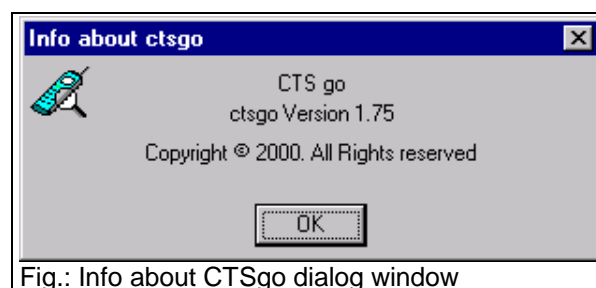 Info about ctsgo
CTS go
ctsgo Version 1.75
Copyright © 2000. All Rights reserved
OK
Fig.: Info about CTSgo dialog window